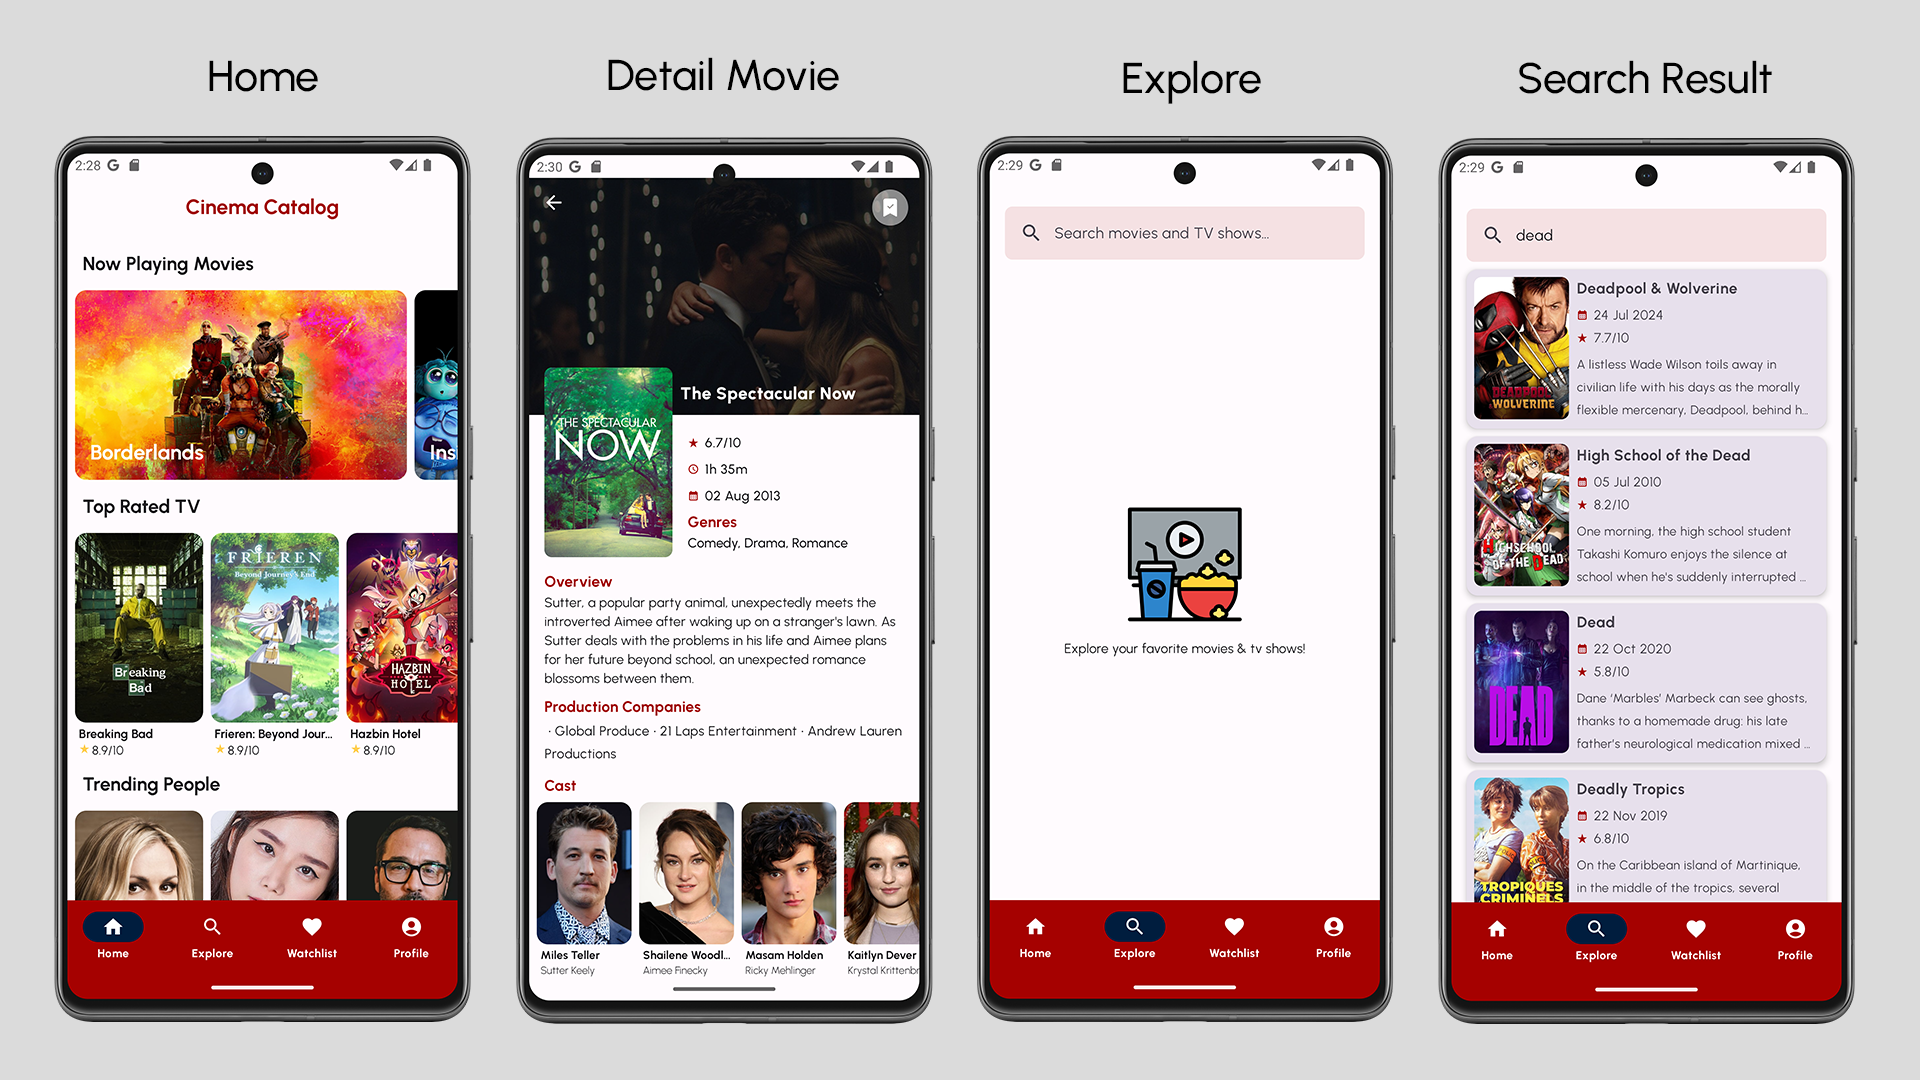 Home
2:28
Cinema Catalog
Now Playing Movies
Borderlands
Ins
Top Rated TV
Breaking
Bad
FRIEREN
Beyond Journey's End
HAZBIN
HOTEL
Breaking Bad
8.9/10
Frieren: Beyond Jour...
8.9/10
Hazbin Hotel
8.9/10
Trending People
Home
Explore
Watchlist
Profile
Detail Movie
2:30
The Spectacular Now
THE SPECTACULAR
NOW
6.7/10
1h 35m
02 Aug 2013
Genres
Comedy, Drama, Romance
Overview
Sutter, a popular party animal, unexpectedly meets the
introverted Aimee after waking up on a stranger's lawn. As
Sutter deals with the problems in his life and Aimee plans
for her future beyond school, an unexpected romance
blossoms between them.
Production Companies
· Global Produce · 21 Laps Entertainment · Andrew Lauren
Productions
Cast
Miles Teller
Sutter Keely
Shailene Woodl...
Aimee Finecky
Masam Holden
Ricky Mehlinger
Kaitlyn Dever
Krystal Krittenbr
Explore
2:29
Search movies and TV shows...
Explore your favorite movies & tv shows!
Home
Explore
Watchlist
Profile
Search Result
2:29
dead
DEADPOOL
WOLVERINE
Deadpool & Wolverine
24 Jul 2024
7.7/10
A listless Wade Wilson toils away in
civilian life with his days as the morally
flexible mercenary, Deadpool, behind h...
HIGHSCHOOL
OF THE DEAD
High School of the Dead
05 Jul 2010
8.2/10
One morning, the high school student
Takashi Komuro enjoys the silence at
school when he's suddenly interrupted ...
DEAD
Dead
22 Oct 2020
5.8/10
Dane ‘Marbles’ Marbeck can see ghosts,
thanks to a homemade drug: his late
father's neurological medication mixed ...
TROPIQUES
CRIMINELS
Deadly Tropics
22 Nov 2019
6.8/10
On the Caribbean island of Martinique,
in the middle of the tropics, several
Home
Explore
Watchlist
Profile